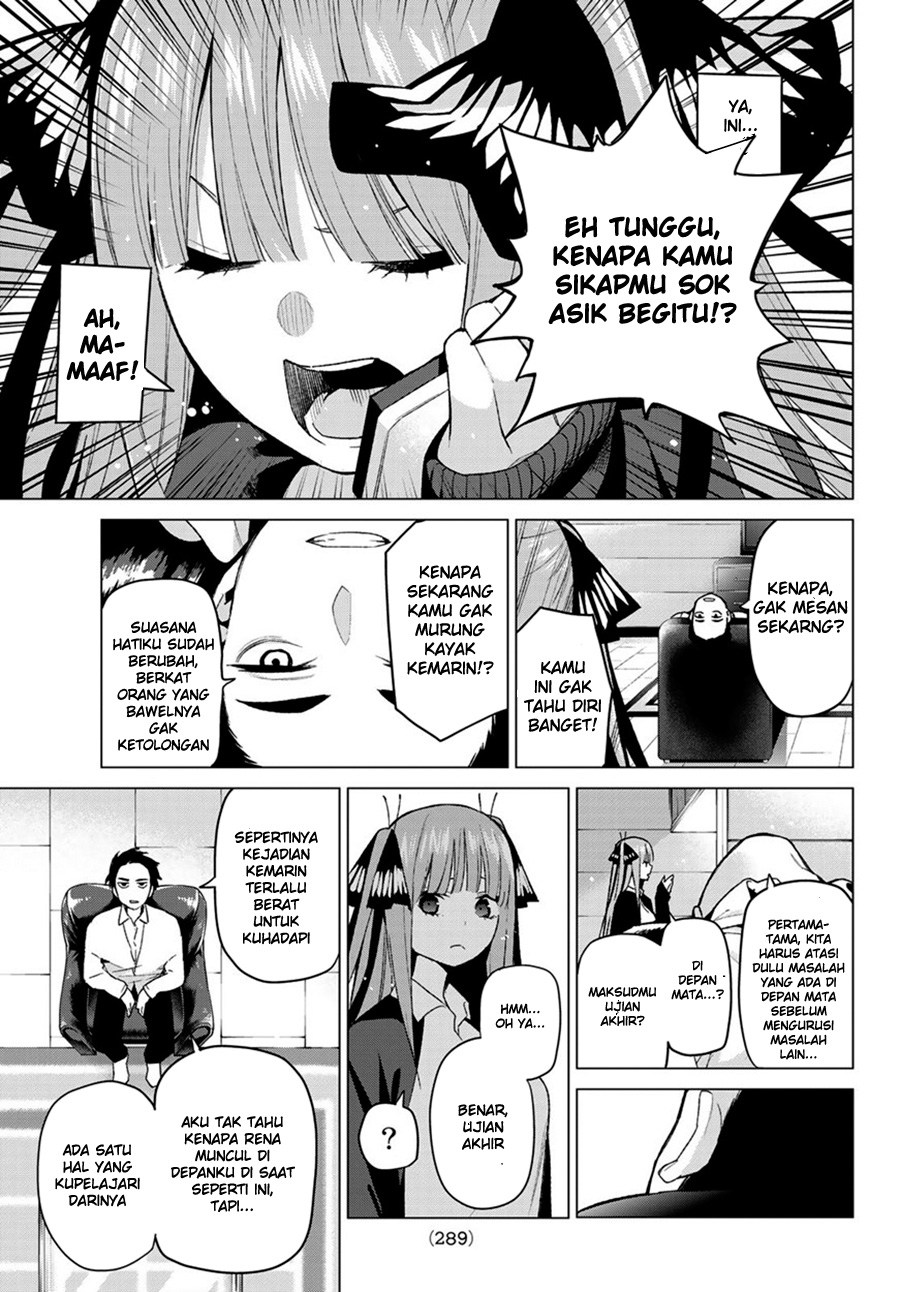 YA,
INI...
EH TUNGGU,
KENAPA KAMU
SIKAPMU SOK
ASIK BEGITU!?
AH,
MA-
MAAF!
KENAPA,
GAK MESAN
SEKARNG?
KAMU
INI GAK
TAHU DIRI
BANGET!
KENAPA
SEKARANG
KAMU GAK
MURUNG
KAYAK
KEMARIN!?
SUASANA
HATIKU SUDAH
BERUBAH,
BERKAT
ORANG YANG
BAWELNYA
GAK
KETOLONGAN
PERTAMA-
TAMA, KITA
HARUS ATASI
DULU MASALAH
YANG ADA DI
DEPAN MATA
SEBELUM
MENGURUSI
MASALAH
LAIN...
DI
DEPAN
MATA...?
MAKSUDMU
UJIAN
AKHIR?
HMM...
OH YA...
BENAR,
UJIAN
AKHIR
?
SEPERTINYA
KEJADIAN
KEMARIN
TERLALU
BERAT
UNTUK
KUHADAPI
AKU TAK TAHU
KENAPA RENA
MUNCUL DI
DEPANKU DI SAAT
SEPERTI INI,
TAPI...
ADA SATU
HAL YANG
KUPELAJARI
DARINYA
(289)